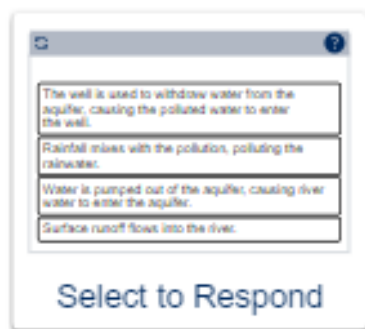 ?
The well is used to withdraw water from the
aquifer, causing the polluted water to enter
the well.
Rainfall mixes with the pollution, polluting the
rainwater.
Water is pumped out of the aquifer, causing river
water to enter the aquifer.
Surface runoff flows into the river.
Select to Respond